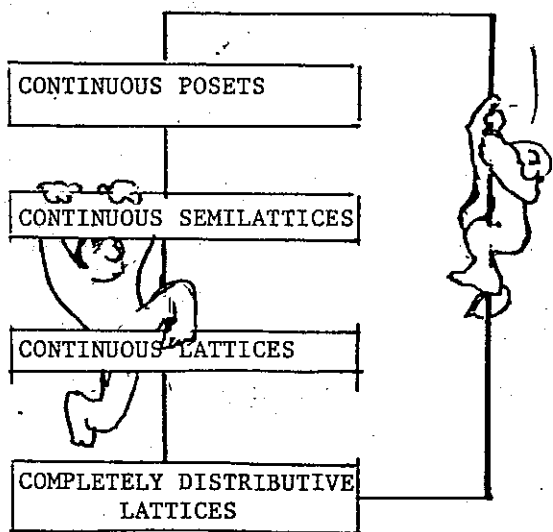 CONTINUOUS POSETS
CONTINUOUS SEMILATTICES
CONTINUOUS LATTICES
COMPLETELY DISTRIBUTIVE
LATTICES